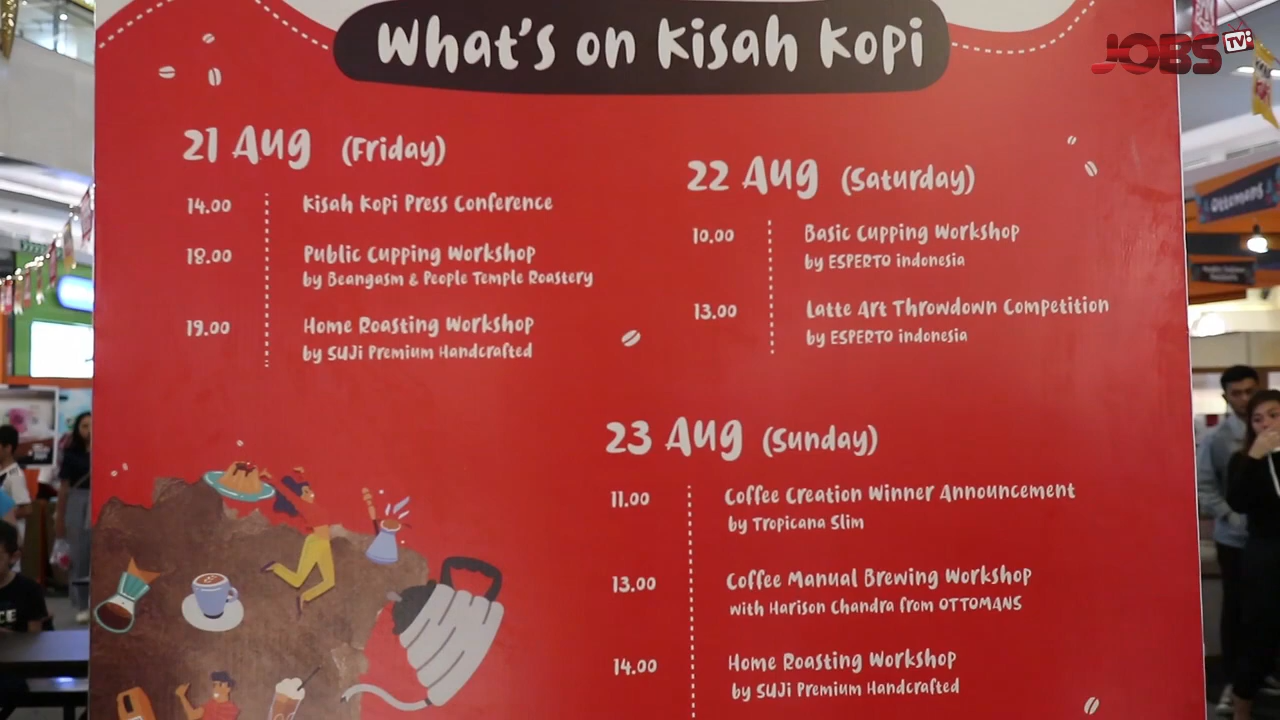 What's on Kisah Kopi
JOBS TV:
21 Aug (Friday)
14.00 Kisah Kopi Press Conference
18.00 Public Cupping Workshop
by Beangasm & People Temple Roastery
19.00 Home Roasting Workshop
by SUJi Premium Handcrafted
22 Aug (Saturday)
10.00 Basic Cupping Workshop
by ESPERTO indonesia
13.00 Latte Art Throwdown Competition
by ESPERTO indonesia
23 Aug (Sunday)
11.00 Coffee Creation Winner Announcement
by Tropicana Slim
13.00 Coffee Manual Brewing Workshop
with Harison Chandra from OTTOMANS
14.00 Home Roasting Workshop
by SUJi Premium Handcrafted
Ottomans